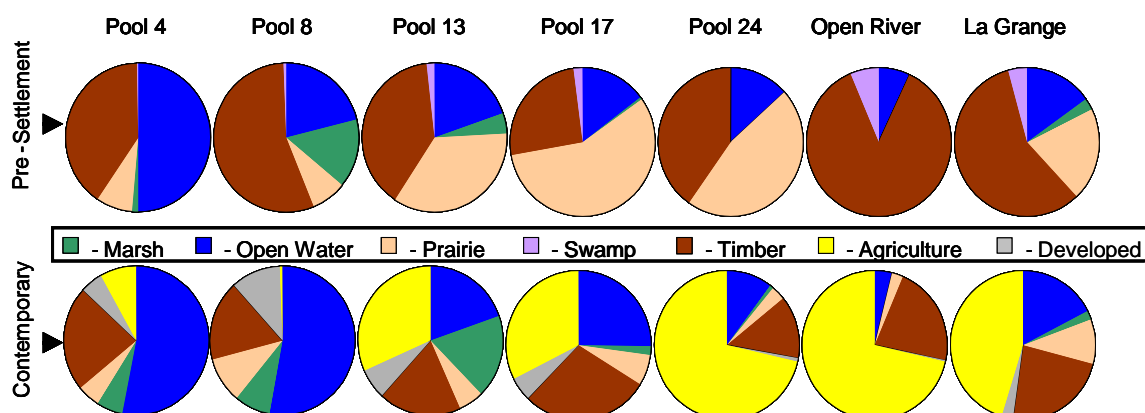 Pool 4 Pool 8 Pool 13 Pool 17 Pool 24 Open River La Grange
Pre-Settlement
- Marsh - Open Water - Prairie - Swamp - Timber - Agriculture - Developed
Contemporary